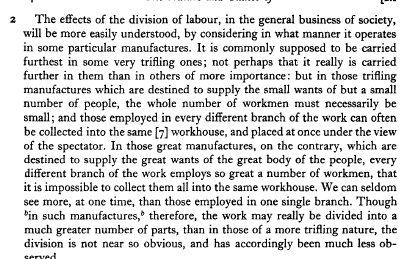 2 The effects of the division of labour, in the general business of society,
will be more easily understood, by considering in what manner it operates
in some particular manufactures. It is commonly supposed to be carried
furthest in some very trifling ones; not perhaps that it really is carried
further in them than in others of more importance: but in those trifling
manufactures which are destined to supply the small wants of but a small
number of people, the whole number of workmen must necessarily be
small; and those employed in every different branch of the work can often
be collected into the same [7] workhouse, and placed at once under the view
of the spectator. In those great manufactures, on the contrary, which are
destined to supply the great wants of the great body of the people, every
different branch of the work employs so great a number of workmen, that
it is impossible to collect them all into the same workhouse. We can seldom
see more, at one time, than those employed in one single branch. Though
ᵇin such manufactures,ᵇ therefore, the work may really be divided into a
much greater number of parts, than in those of a more trifling nature, the
division is not near so obvious, and has accordingly been much less ob-
served